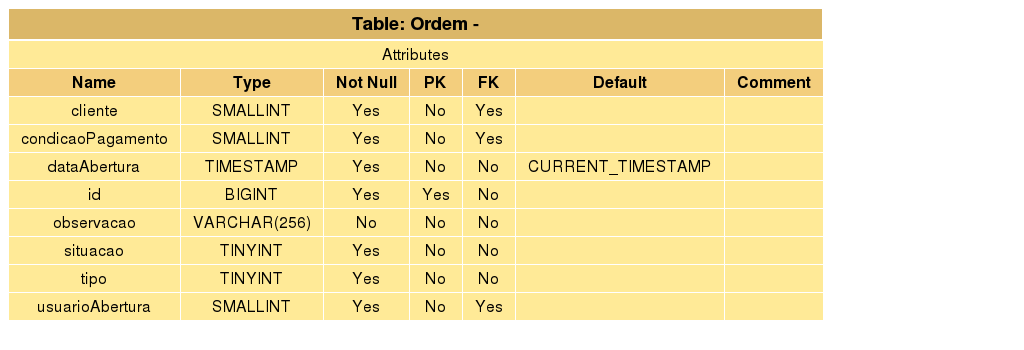 Table: Ordem -
Attributes
Name Type Not Null PK FK Default Comment
cliente SMALLINT Yes No Yes
condicaoPagamento SMALLINT Yes No Yes
dataAbertura TIMESTAMP Yes No No CURRENT_TIMESTAMP
id BIGINT Yes Yes No
observacao VARCHAR(256) No No No
situacao TINYINT Yes No No
tipo TINYINT Yes No No
usuarioAbertura SMALLINT Yes No Yes